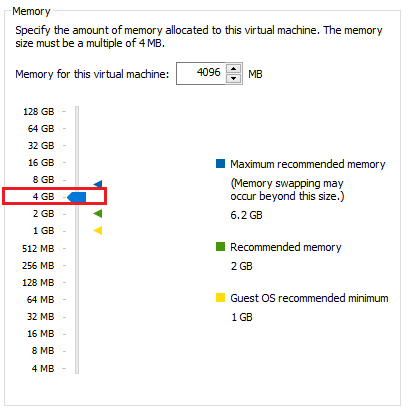 Memory
Specify the amount of memory allocated to this virtual machine. The memory
size must be a multiple of 4 MB.
Memory for this virtual machine: 4096 MB
128 GB
64 GB
32 GB
16 GB
8 GB
4 GB
2 GB
1 GB
512 MB
256 MB
128 MB
64 MB
32 MB
16 MB
8 MB
4 MB
Maximum recommended memory
(Memory swapping may
occur beyond this size.)
6.2 GB
Recommended memory
2 GB
Guest OS recommended minimum
1 GB